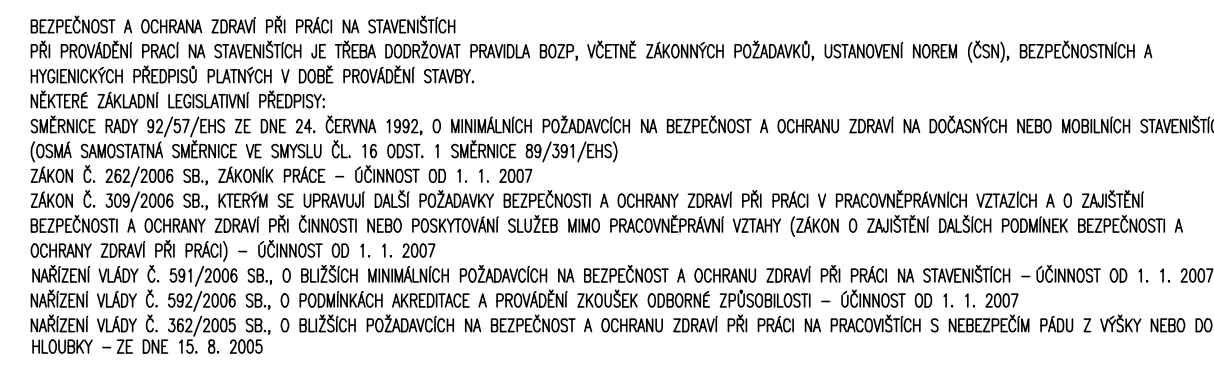 BEZPEČNOST A OCHRANA ZDRAVÍ PŘI PRÁCI NA STAVENIŠTÍCH
PŘI PROVÁDĚNÍ PRACÍ NA STAVENIŠTÍCH JE TŘEBA DODRŽOVAT PRAVIDLA BOZP, VČETNĚ ZÁKONNÝCH POŽADAVKŮ, USTANOVENÍ NOREM (ČSN), BEZPEČNOSTNÍCH A
HYGIENICKÝCH PŘEDPISŮ PLATNÝCH V DOBĚ PROVÁDĚNÍ STAVBY.
NĚKTERÉ ZÁKLADNÍ LEGISLATIVNÍ PŘEDPISY:
SMĚRNICE RADY 92/57/EHS ZE DNE 24. ČERVNA 1992, O MINIMÁLNÍCH POŽADAVCÍCH NA BEZPEČNOST A OCHRANU ZDRAVÍ NA DOČASNÝCH NEBO MOBILNÍCH
(OSMÁ SAMOSTATNÁ SMĚRNICE VE SMYSLU ČL. 16 ODST. 1 SMĚRNICE 89/391/EHS)
ZÁKON Č. 262/2006 SB., ZÁKONÍK PRÁCE – ÚČINNOST OD 1. 1. 2007
ZÁKON Č. 309/2006 SB., KTERÝM SE UPRAVUJÍ DALŠÍ POŽADAVKY BEZPEČNOSTI A OCHRANY ZDRAVÍ PŘI PRÁCI V PRACOVNĚPRÁVNÍCH VZTAZÍCH A O ZAJIŠTĚNÍ
BEZPEČNOSTI A OCHRANY ZDRAVÍ PŘI ČINNOSTI NEBO POSKYTOVÁNÍ SLUŽEB MIMO PRACOVNĚPRÁVNÍ VZTAHY (ZÁKON O ZAJIŠTĚNÍ DALŠÍCH PODMÍNEK BEZPEČNOSTI A
OCHRANY ZDRAVÍ PŘI PRÁCI) – ÚČINNOST OD 1. 1. 2007
NAŘÍZENÍ VLÁDY Č. 591/2006 SB., O BLIŽŠÍCH MINIMÁLNÍCH POŽADAVCÍCH NA BEZPEČNOST A OCHRANU ZDRAVÍ PŘI PRÁCI NA STAVENIŠTÍCH – ÚČINNOST OD 1. 1. 2007
NAŘÍZENÍ VLÁDY Č. 592/2006 SB., O PODMÍNKÁCH AKREDITACE A PROVÁDĚNÍ ZKOUŠEK ODBORNÉ ZPŮSOBILOSTI – ÚČINNOST OD 1. 1. 2007
NAŘÍZENÍ VLÁDY Č. 362/2005 SB., O BLIŽŠÍCH POŽADAVCÍCH NA BEZPEČNOST A OCHRANU ZDRAVÍ PŘI PRÁCI NA PRACOVIŠTÍCH S NEBEZPEČÍM PÁDU Z VÝŠKY NEBO DO
HLOUBKY – ZE DNE 15. 8. 2005